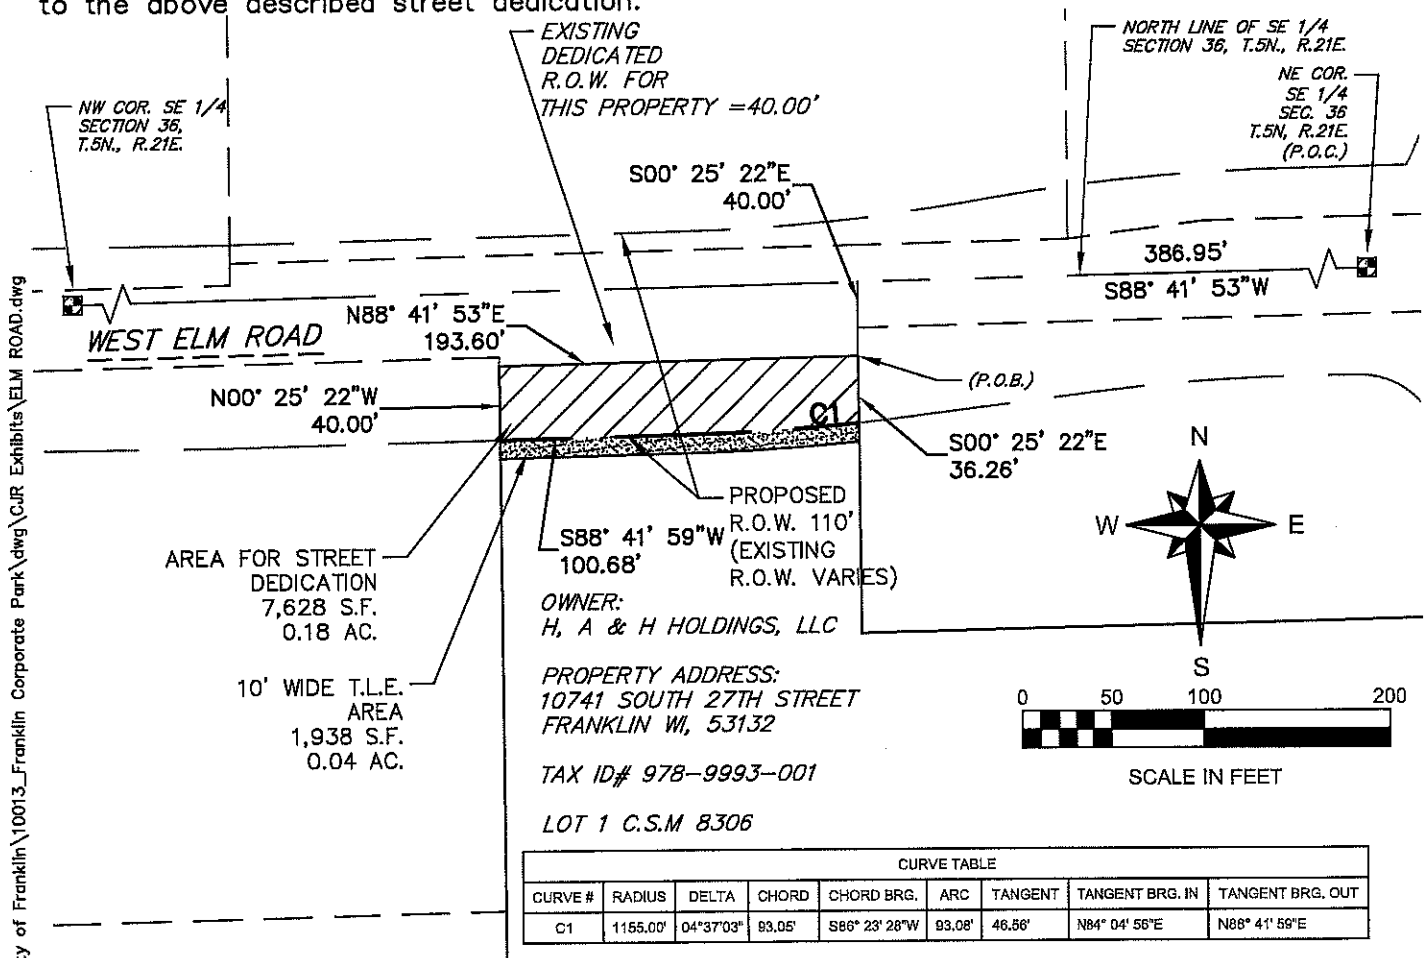 to the above described street dedication.
EXISTING
DEDICATED
R.O.W. FOR
THIS PROPERTY =40.00'
NORTH LINE OF SE 1/4
SECTION 36, T.5N., R.21E.
NE COR.
SE 1/4
SEC. 36
T.5N, R.21E.
(P.O.C.)
NW COR. SE 1/4
SECTION 36,
T.5N., R.21E.
S00° 25' 22"E
40.00'
386.95'
S88° 41' 53"W
WEST ELM ROAD
N88° 41' 53"E
193.60'
(P.O.B.)
N00° 25' 22"W
40.00'
C1
S00° 25' 22"E
36.26'
N
W
E
S
PROPOSED
R.O.W. 110'
(EXISTING
R.O.W. VARIES)
S88° 41' 59"W
100.68'
AREA FOR STREET
DEDICATION
7,628 S.F.
0.18 AC.
10' WIDE T.L.E.
AREA
1,938 S.F.
0.04 AC.
OWNER:
H, A & H HOLDINGS, LLC
PROPERTY ADDRESS:
10741 SOUTH 27TH STREET
FRANKLIN WI, 53132
TAX ID# 978-9993-001
LOT 1 C.S.M 8306
0 50 100 200
SCALE IN FEET
CURVE TABLE
CURVE # RADIUS DELTA CHORD CHORD BRG. ARC TANGENT TANGENT BRG. IN TANGENT BRG. OUT
C1 1155.00' 04°37'03" 93.05' S86° 23' 28"W 93.08' 46.56' N84° 04' 56"E N88° 41' 59"E
of Franklin\10013_Franklin Corporate Park\dwg\CJR Exhibits\ELM ROAD.dwg